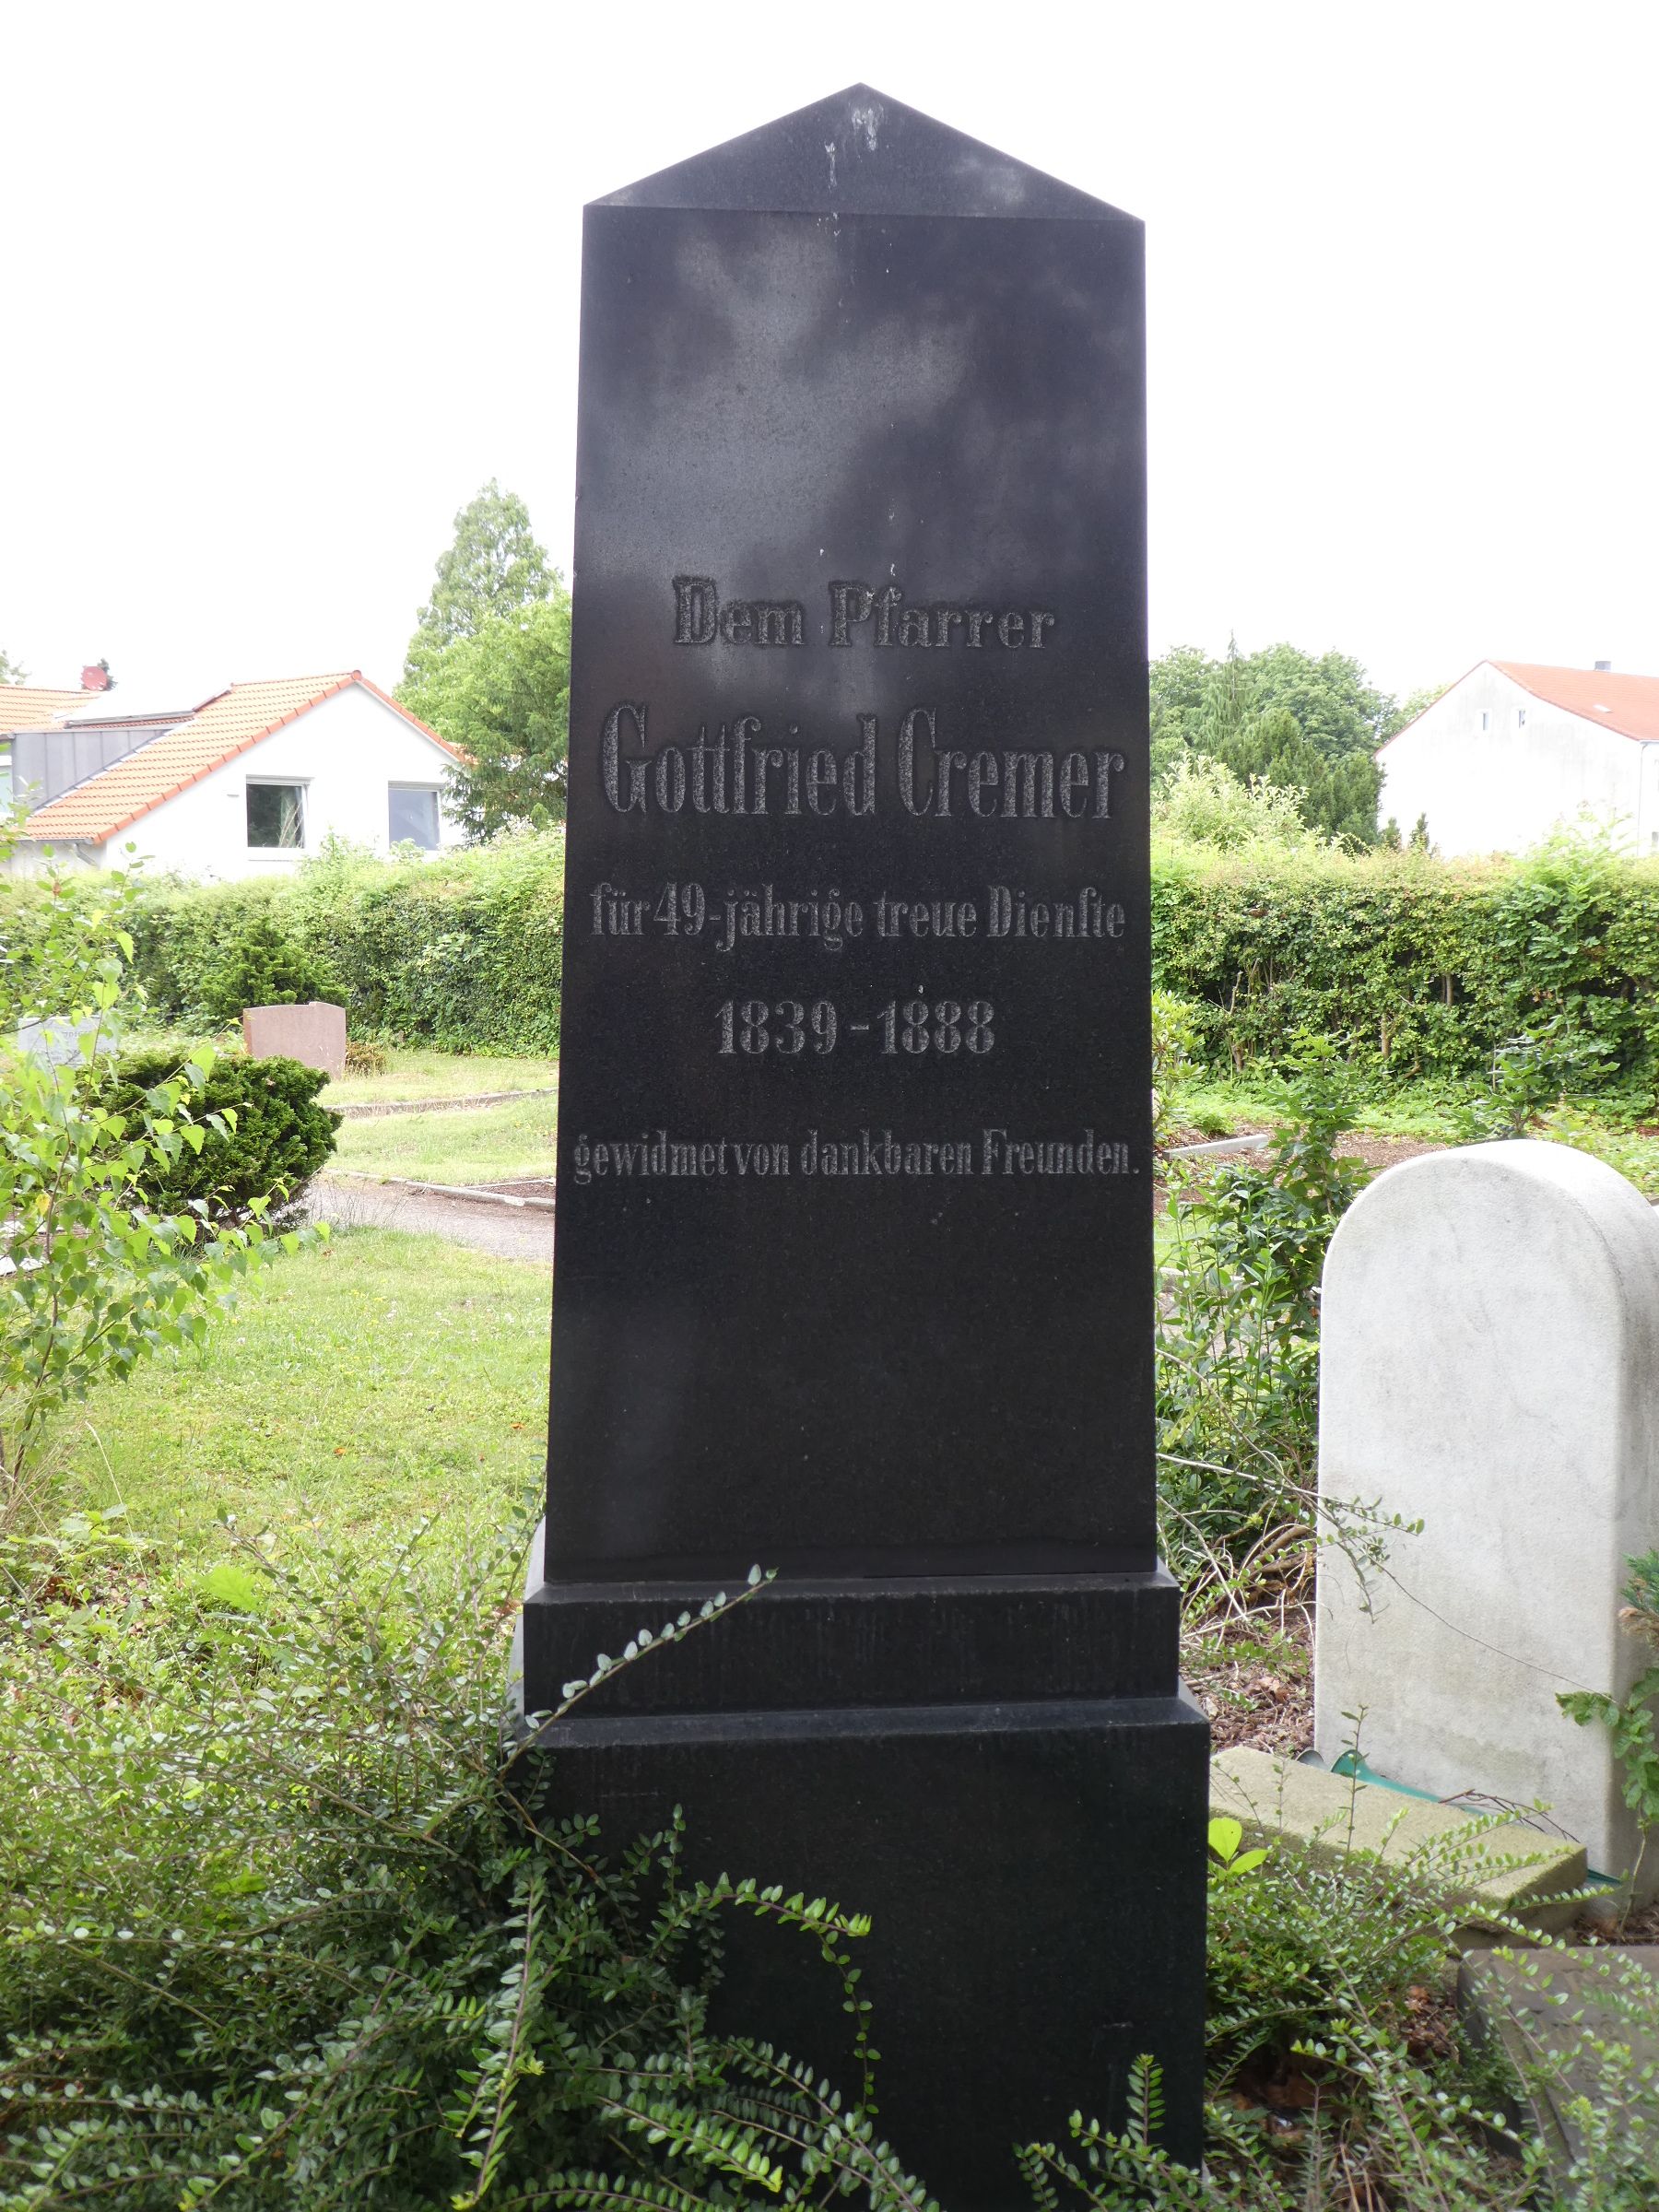 Dem Pfarrer
Gottfried Cremer
für 49-jährige treue Dienſte
1839-1888
gewidmet von dankbaren Freunden.